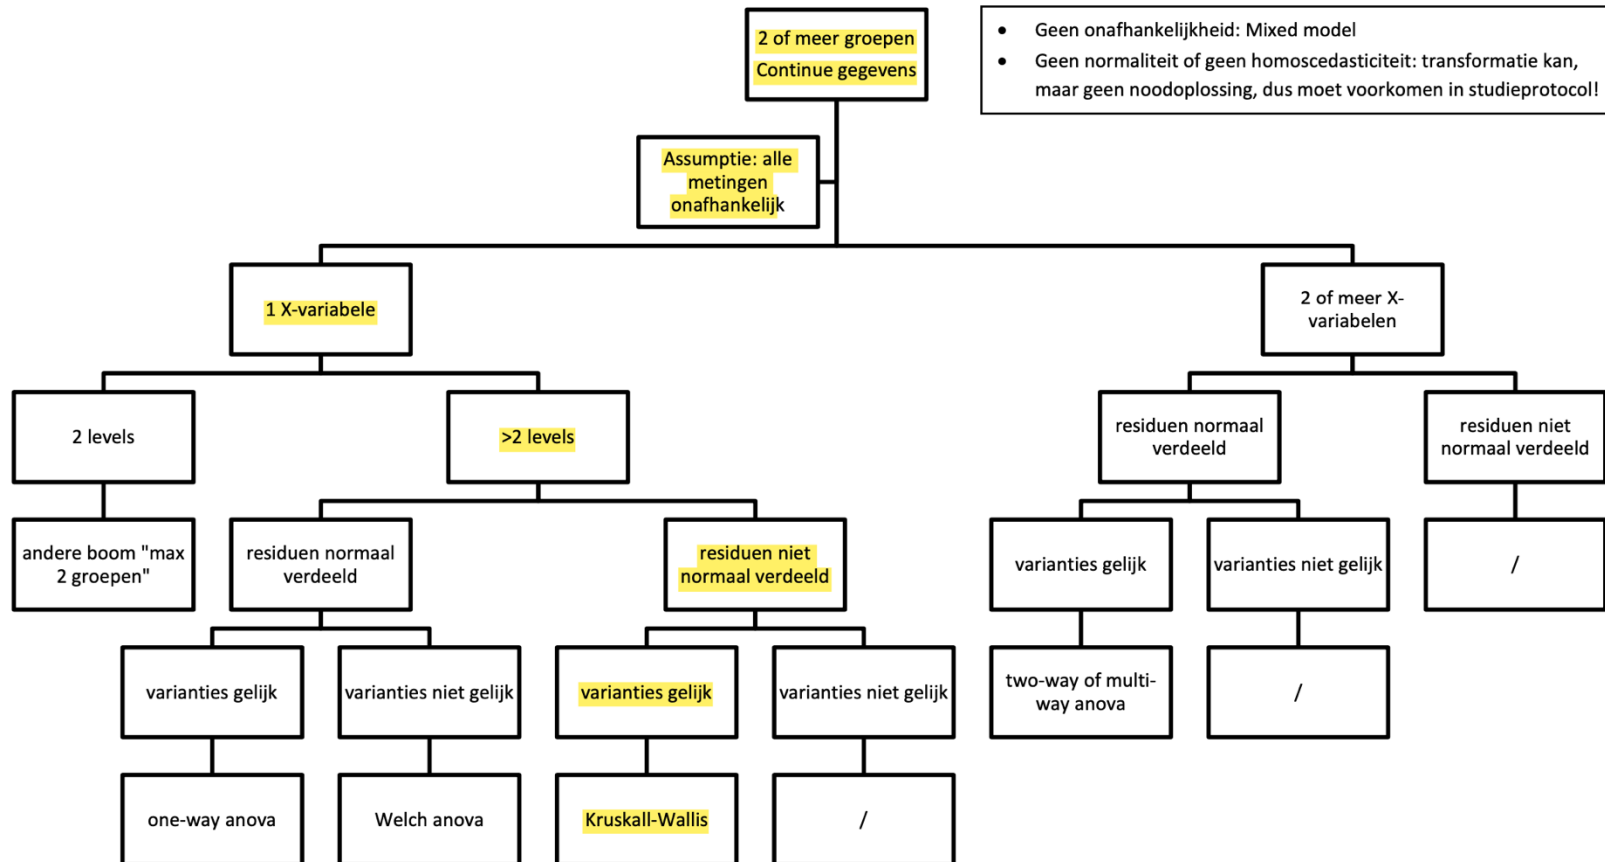 2 of meer groepen
Continue gegevens
• Geen onafhankelijkheid: Mixed model
• Geen normaliteit of geen homoscedasticiteit: transformatie kan,
maar geen noodoplossing, dus moet voorkomen in studieprotocol!
Assumptie: alle
metingen
onafhankelijk
1 X-variabele
2 of meer X-
variabelen
2 levels
>2 levels
residuen normaal
verdeeld
residuen niet
normaal verdeeld
andere boom "max
2 groepen"
residuen normaal
verdeeld
residuen niet
normaal verdeeld
varianties gelijk
varianties niet gelijk
/
varianties gelijk
varianties niet gelijk
varianties gelijk
varianties niet gelijk
two-way of multi-
way anova
/
one-way anova
Welch anova
Kruskall-Wallis
/